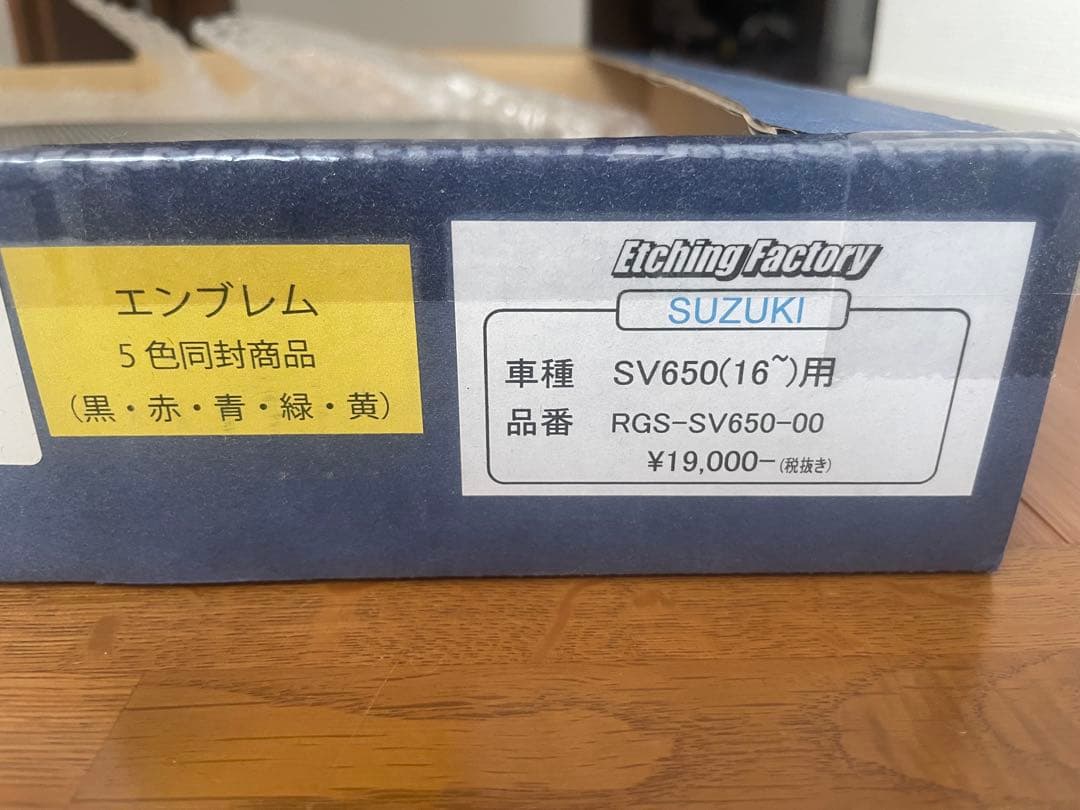 エンブレム
5色同封商品
（黒・赤・青・緑・黄）
Etching Factory
SUZUKI
車種 SV650(16~)用
品番 RGS-SV650-00
¥19,000-(税抜き)